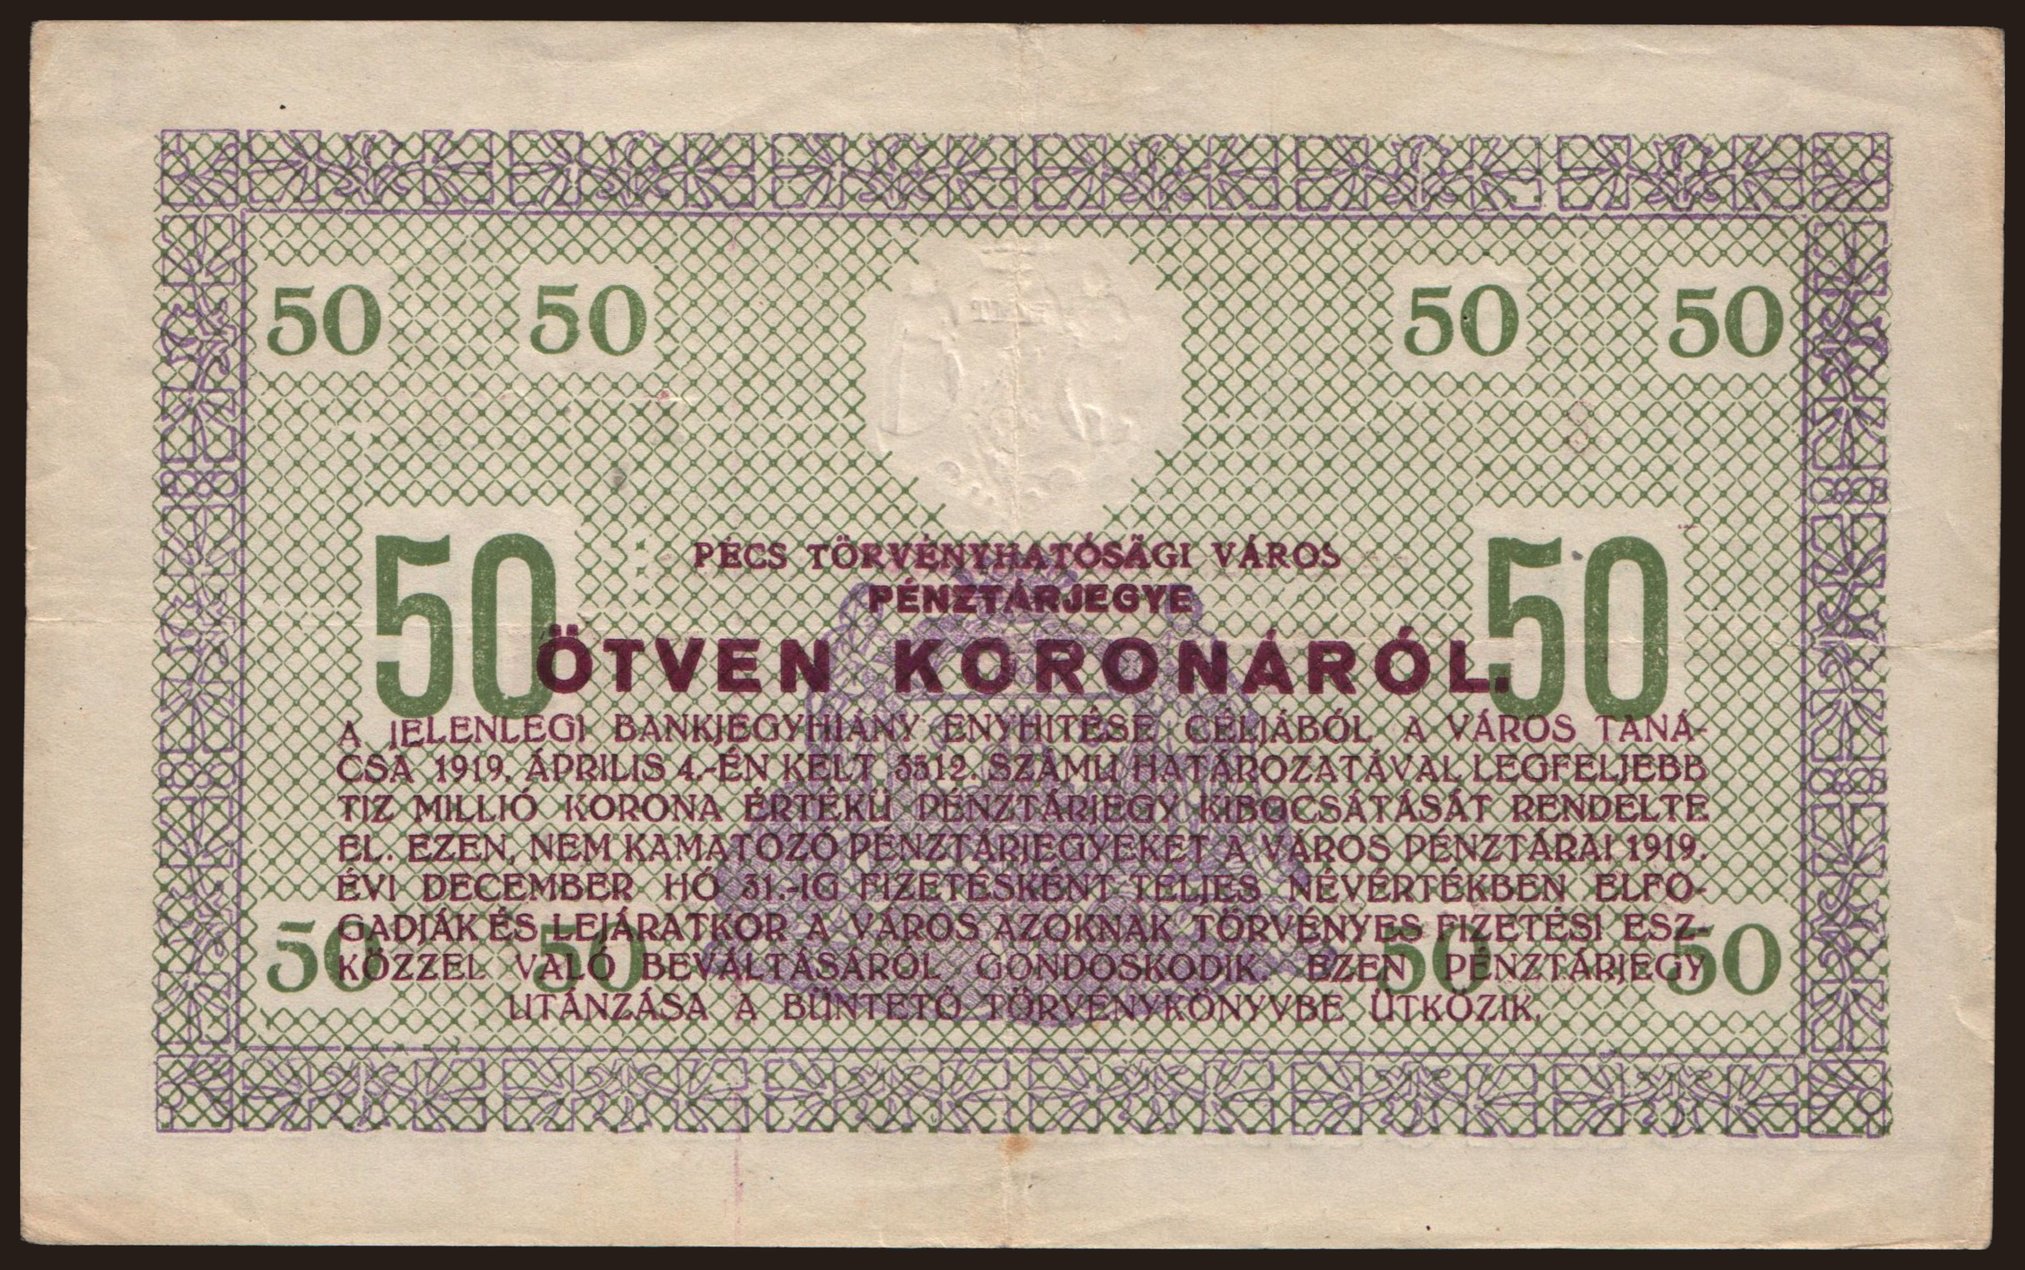 50 50 50 50
50 50
PÉCS TÖRVÉNYHATÓSÁGI VÁROS
PÉNZTÁRJEGYE
ÖTVEN KORONÁRÓL.
A JELENLEGI BANKJEGYHIÁNY ENYHITÉSE CÉLJÁBÓL A VÁROS TANÁ-
CSA 1919. ÁPRILIS 4.-ÉN KELT 3512. SZÁMU HATÁROZATÁVAL LEGFELJEBB
TIZ MILLIÓ KORONA ÉRTÉKÜ PÉNZTÁRJEGY KIBOCSÁTÁSÁT RENDELTE
EL. EZEN, NEM KAMATOZÓ PÉNZTÁRJEGYEKET A VÁROS PÉNZTÁRAI 1919.
ÉVI DECEMBER HÓ 31.-IG FIZETÉSKÉNT TELJES NÉVÉRTÉKBEN ELFO-
GADJÁK ÉS LEJÁRATKOR A VÁROS AZOKNAK TÖRVÉNYES FIZETÉSI ESZ-
KÖZZEL VALÓ BEVÁLTÁSÁRÓL GONDOSKODIK. EZEN PÉNZTÁRJEGY
UTÁNZÁSA A BÜNTETŐ TÖRVÉNYKÖNYVBE ÜTKÖZIK.
50 50 50 50